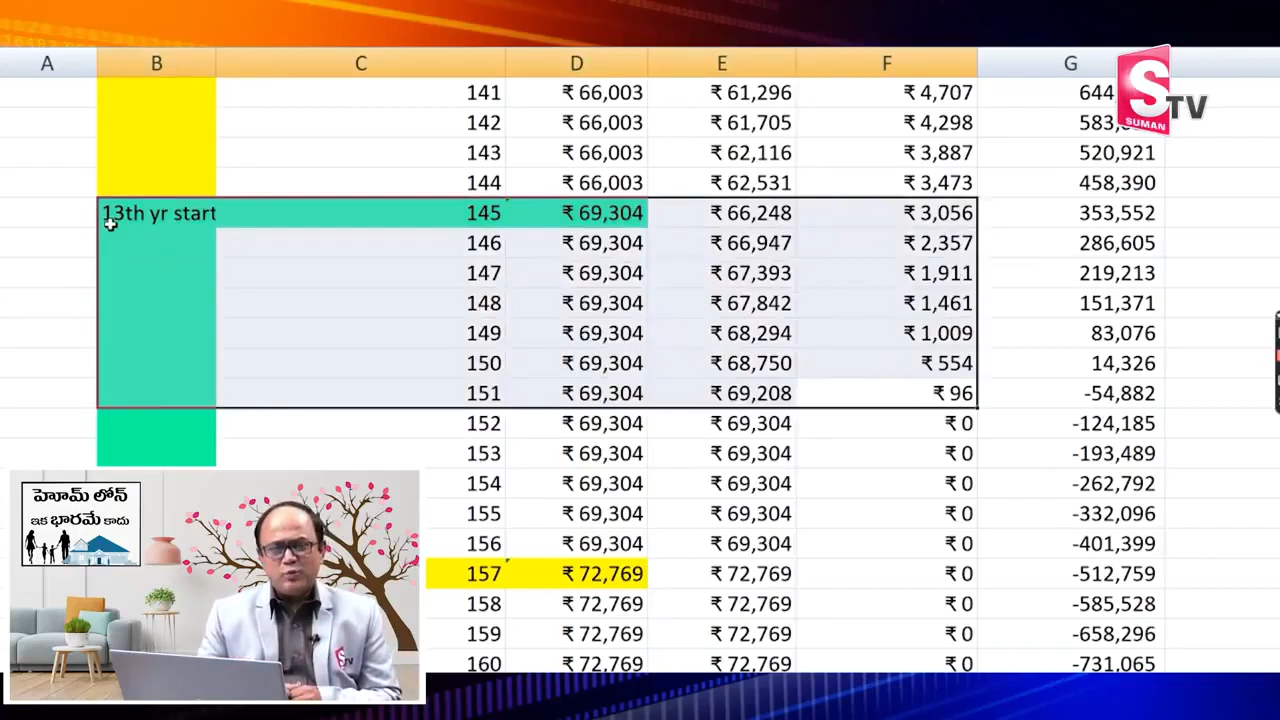 A B C D E F G
141 ₹ 66,003 ₹ 61,296 ₹ 4,707 644,
142 ₹ 66,003 ₹ 61,705 ₹ 4,298
143 ₹ 66,003 ₹ 62,116 ₹ 3,887 520,921
144 ₹ 66,003 ₹ 62,531 ₹ 3,473 458,390
13th yr start 145 ₹ 69,304 ₹ 66,248 ₹ 3,056 353,552
146 ₹ 69,304 ₹ 66,947 ₹ 2,357 286,605
147 ₹ 69,304 ₹ 67,393 ₹ 1,911 219,213
148 ₹ 69,304 ₹ 67,842 ₹ 1,461 151,371
149 ₹ 69,304 ₹ 68,294 ₹ 1,009 83,076
150 ₹ 69,304 ₹ 68,750 ₹ 554 14,326
151 ₹ 69,304 ₹ 69,208 ₹ 96 -54,882
152 ₹ 69,304 ₹ 69,304 ₹ 0 -124,185
153 ₹ 69,304 ₹ 69,304 ₹ 0 -193,489
154 ₹ 69,304 ₹ 69,304 ₹ 0 -262,792
155 ₹ 69,304 ₹ 69,304 ₹ 0 -332,096
156 ₹ 69,304 ₹ 69,304 ₹ 0 -401,399
157 ₹ 72,769 ₹ 72,769 ₹ 0 -512,759
158 ₹ 72,769 ₹ 72,769 ₹ 0 -585,528
159 ₹ 72,769 ₹ 72,769 ₹ 0 -658,296
160 ₹ 72,769 ₹ 72,769 ₹ 0 -731,065
S TV
SUMAN
హెూమ్ లోన్
ఇక భారమే కాదు
S TV